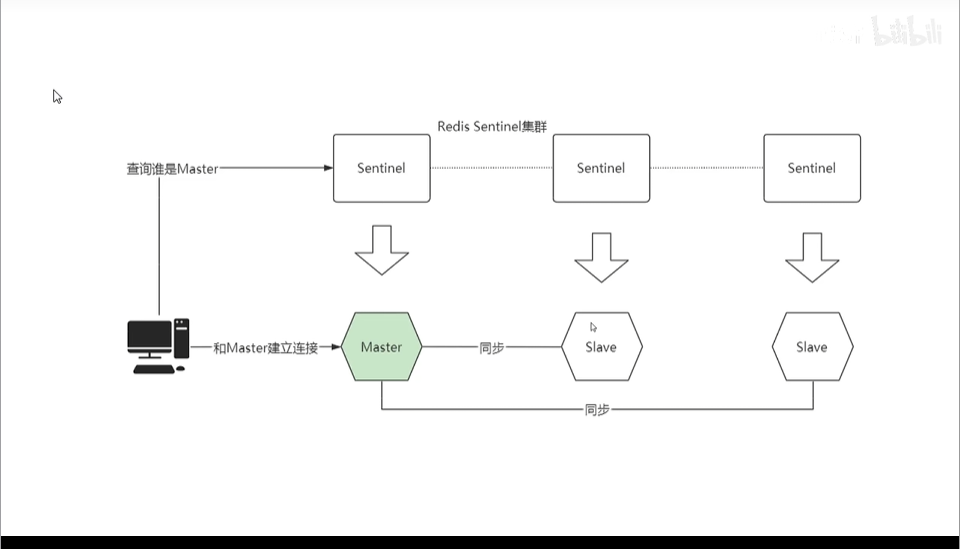 bilibili
Redis Sentinel集群
查询谁是Master
Sentinel
Sentinel
Sentinel
和Master建立连接
Master
同步
Slave
Slave
同步